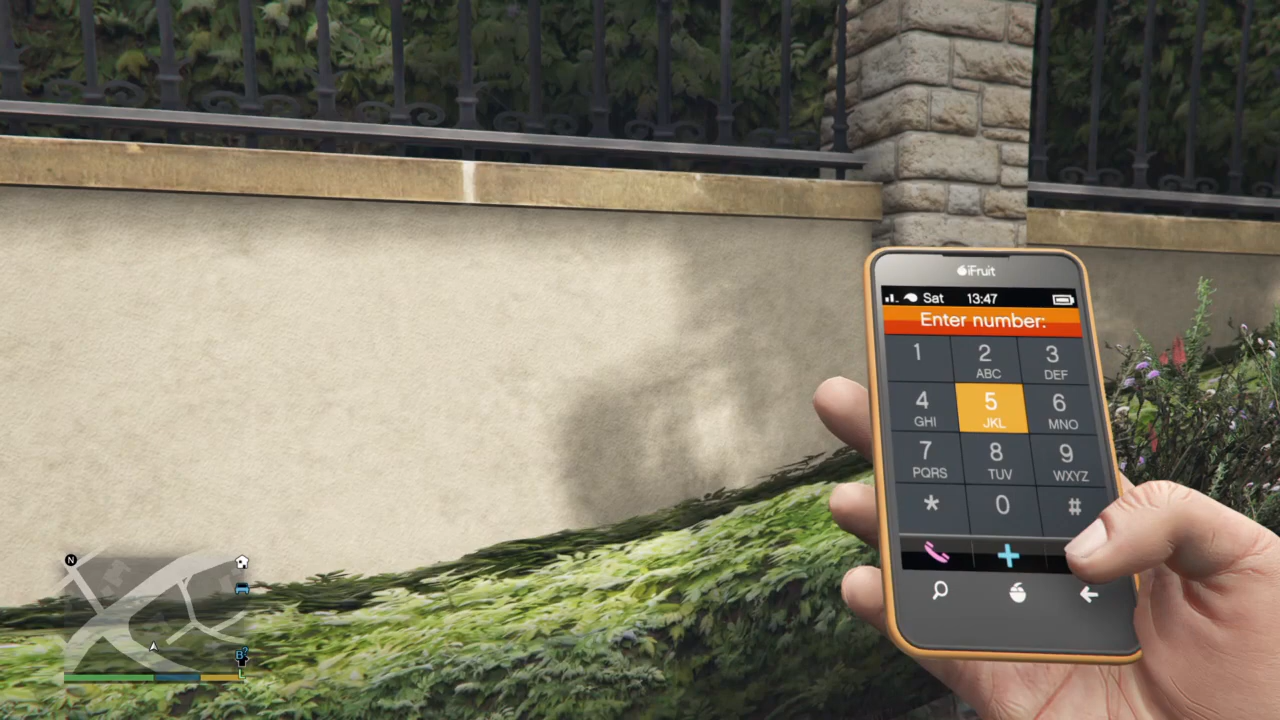 iFruit
Sat 13:47
Enter number:
1 2 3
ABC DEF
4 5 6
GHI JKL MNO
7 8 9
PQRS TUV WXYZ
* 0 #
N
B?
L